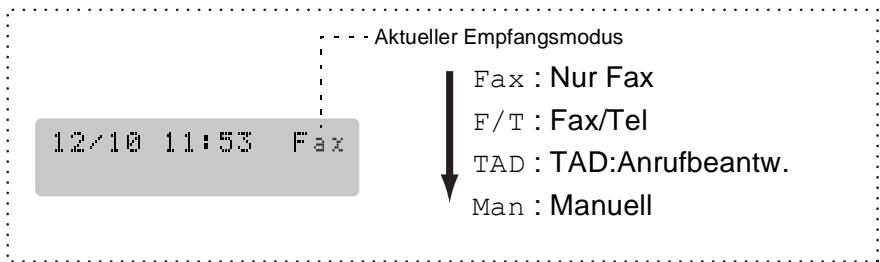 Aktueller Empfangsmodus
12/10 11:53 Fax
Fax : Nur Fax
F/T : Fax/Tel
TAD : TAD:Anrufbeantw.
Man : Manuell